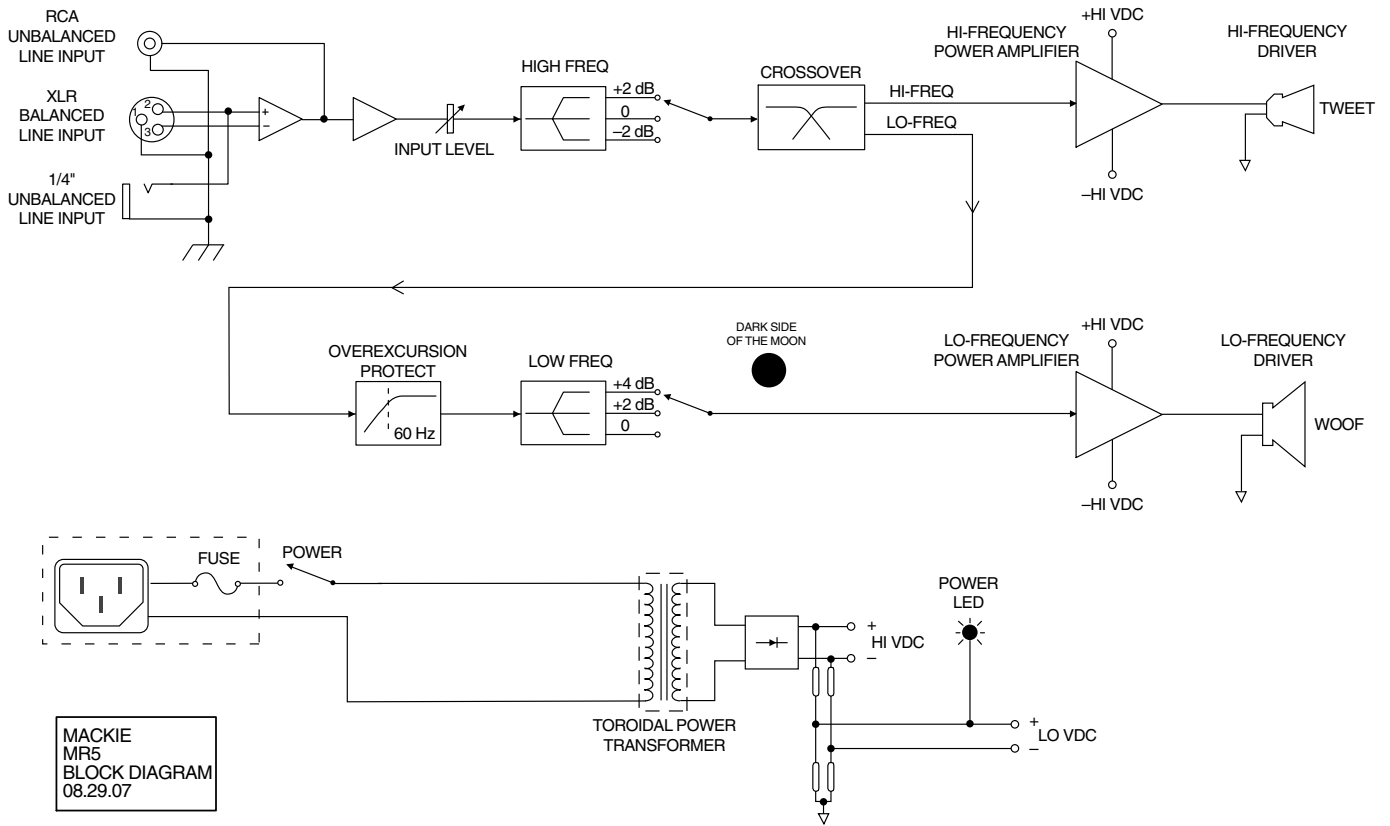 RCA
UNBALANCED
LINE INPUT
XLR
BALANCED
LINE INPUT
1/4"
UNBALANCED
LINE INPUT
1
2
3
+
−
INPUT LEVEL
HIGH FREQ
+2 dB
0
−2 dB
CROSSOVER
HI-FREQ
LO-FREQ
HI-FREQUENCY
POWER AMPLIFIER
+HI VDC
−HI VDC
HI-FREQUENCY
DRIVER
TWEET
OVEREXCURSION
PROTECT
60 Hz
LOW FREQ
+4 dB
+2 dB
0
DARK SIDE
OF THE MOON
LO-FREQUENCY
POWER AMPLIFIER
+HI VDC
−HI VDC
LO-FREQUENCY
DRIVER
WOOF
FUSE
POWER
TOROIDAL POWER
TRANSFORMER
+
HI VDC
−
POWER
LED
+
LO VDC
−
MACKIE
MR5
BLOCK DIAGRAM
08.29.07